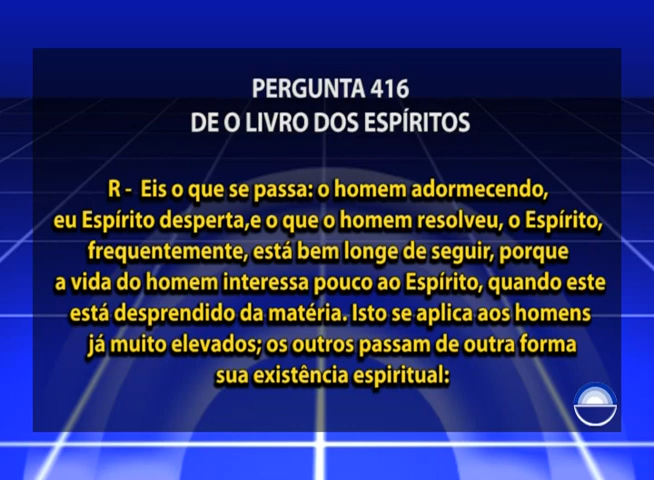 PERGUNTA 416
DE O LIVRO DOS ESPÍRITOS
R - Eis o que se passa: o homem adormecendo,
eu Espírito desperta,e o que o homem resolveu, o Espírito,
frequentemente, está bem longe de seguir, porque
a vida do homem interessa pouco ao Espírito, quando este
está desprendido da matéria. Isto se aplica aos homens
já muito elevados; os outros passam de outra forma
sua existência espiritual: